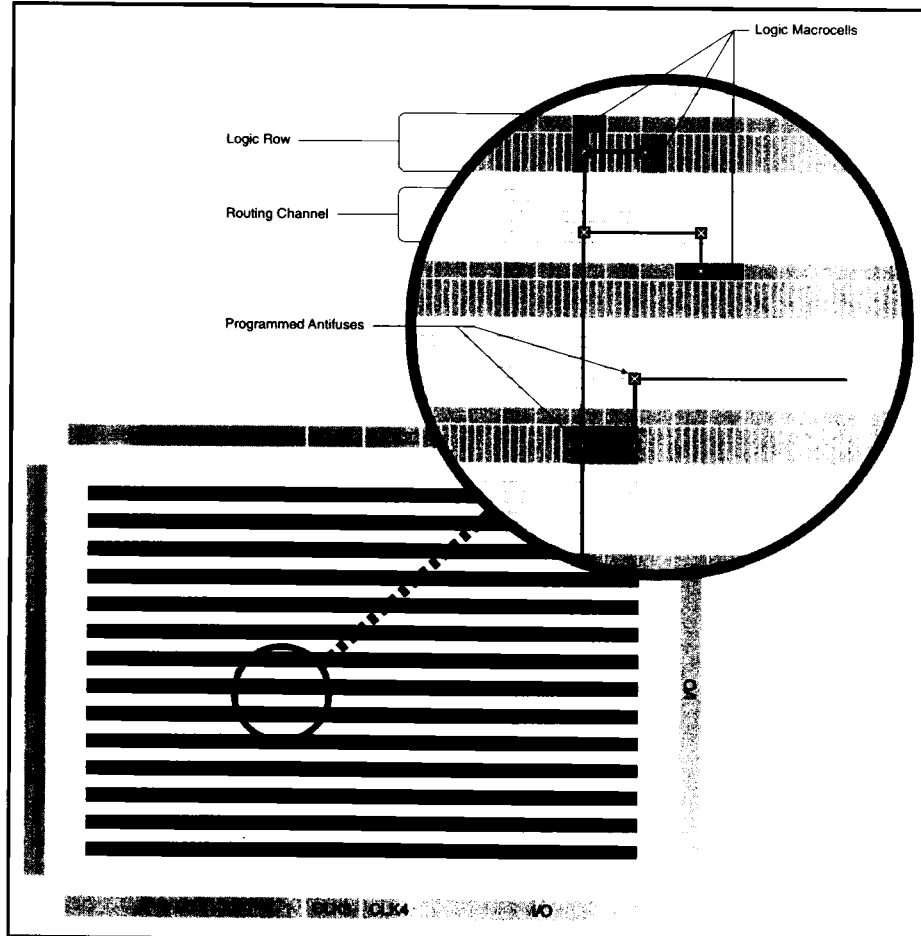 Logic Macrocells
Logic Row
Routing Channel
Programmed Antifuses
I/O
CLK4
I/O